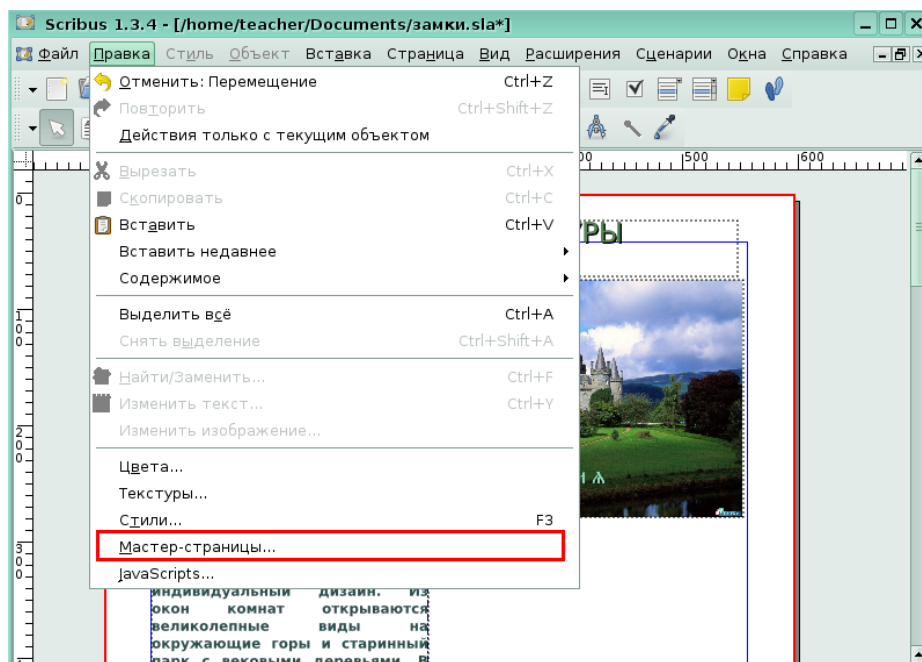 Scribus 1.3.4 - [/home/teacher/Documents/замки.sla*]
Файл Правка Стиль Объект Вставка Страница Вид Расширения Сценарии Окна Справка
Отменить: Перемещение Ctrl+Z
Повторить Ctrl+Shift+Z
Действия только с текущим объектом
Вырезать Ctrl+X
Скопировать Ctrl+C
Вставить Ctrl+V
Вставить недавнее
Содержимое
Выделить всё Ctrl+A
Снять выделение Ctrl+Shift+A
Найти/Заменить... Ctrl+F
Изменить текст... Ctrl+Y
Изменить изображение...
Цвета...
Текстуры...
Стили... F3
Мастер-страницы...
JavaScripts...
500 600
0
100
200
300
РЫ
индивидуальный дизайн. Из
окон комнат открываются
великолепные виды на
окружающие горы и старинный
парк с вековыми деревьями. В